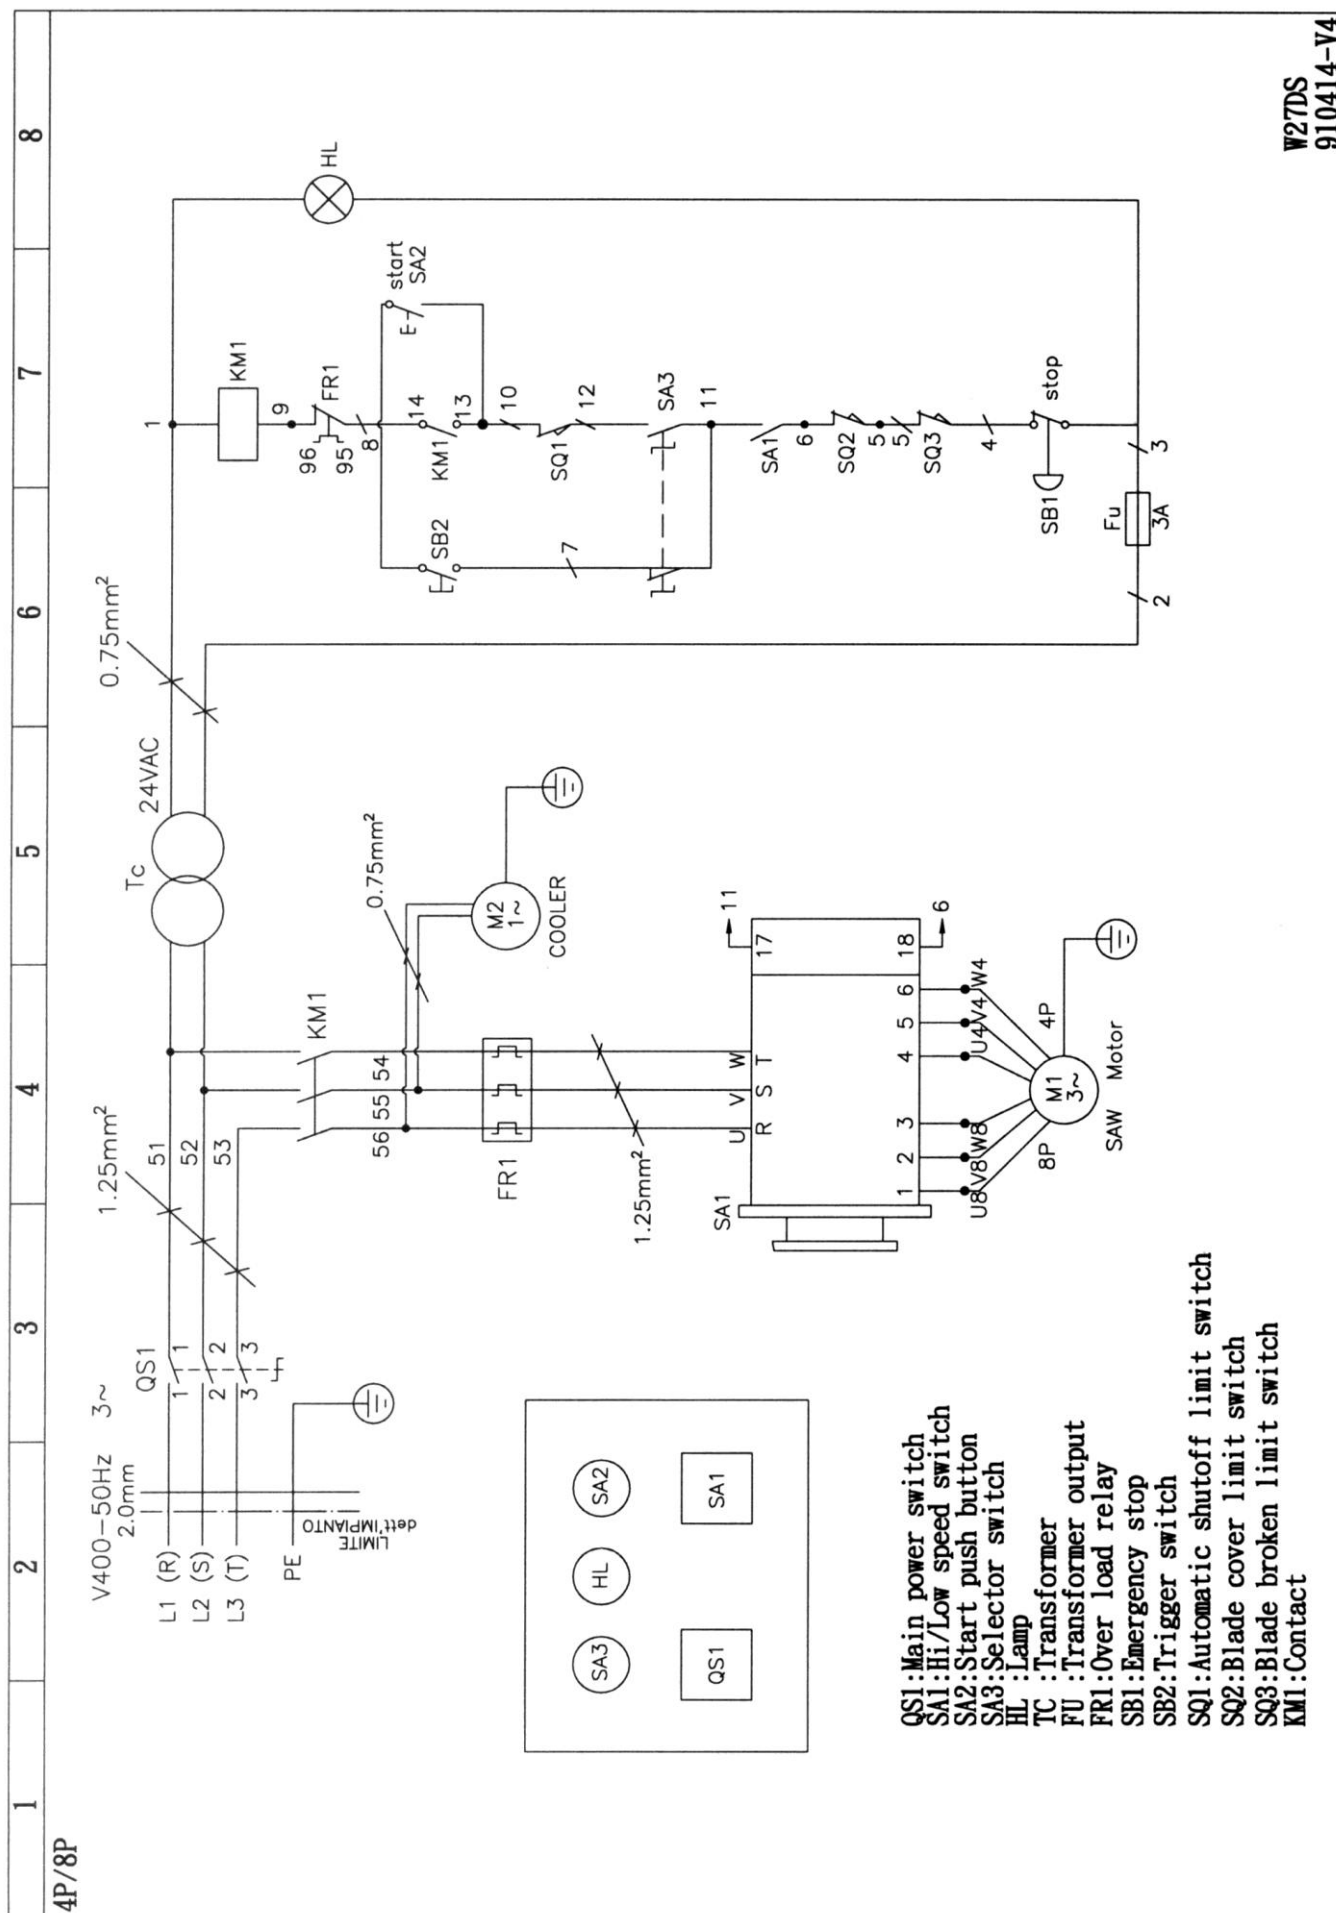 1 2 3 4 5 6 7 8
4P/8P
V400-50Hz 3~
2.0mm
L1 (R)
L2 (S)
L3 (T)
PE
LIMITE
dett'IMPIANTO
QS1
1 1
2 2
3 3
1.25mm²
51
52
53
Tc
24VAC
0.75mm²
KM1
56
55
54
FR1
0.75mm²
M2
1~
COOLER
1.25mm²
U V W
R S T
SA1
17
11
18
6
1 2 3 4 5 6
U8 V8 W8 U4 V4 W4
8P
4P
M1
3~
SAW Motor
1
KM1
9
96
FR1
95
8
14
KM1
13
start
SA2
E
SB2
10
SQ1
12
7
SA3
11
SA1
6
SQ2
5
5
SQ3
4
SB1
stop
3
Fu
3A
2
HL
SA3
HL
SA2
QS1
SA1
QS1:Main power switch
SA1:Hi/Low speed switch
SA2:Start push button
SA3:Selector switch
HL :Lamp
TC :Transformer
FU :Transformer output
FR1:Over load relay
SB1:Emergency stop
SB2:Trigger switch
SQ1:Automatic shutoff limit switch
SQ2:Blade cover limit switch
SQ3:Blade broken limit switch
KM1:Contact
W27DS
910414-V4